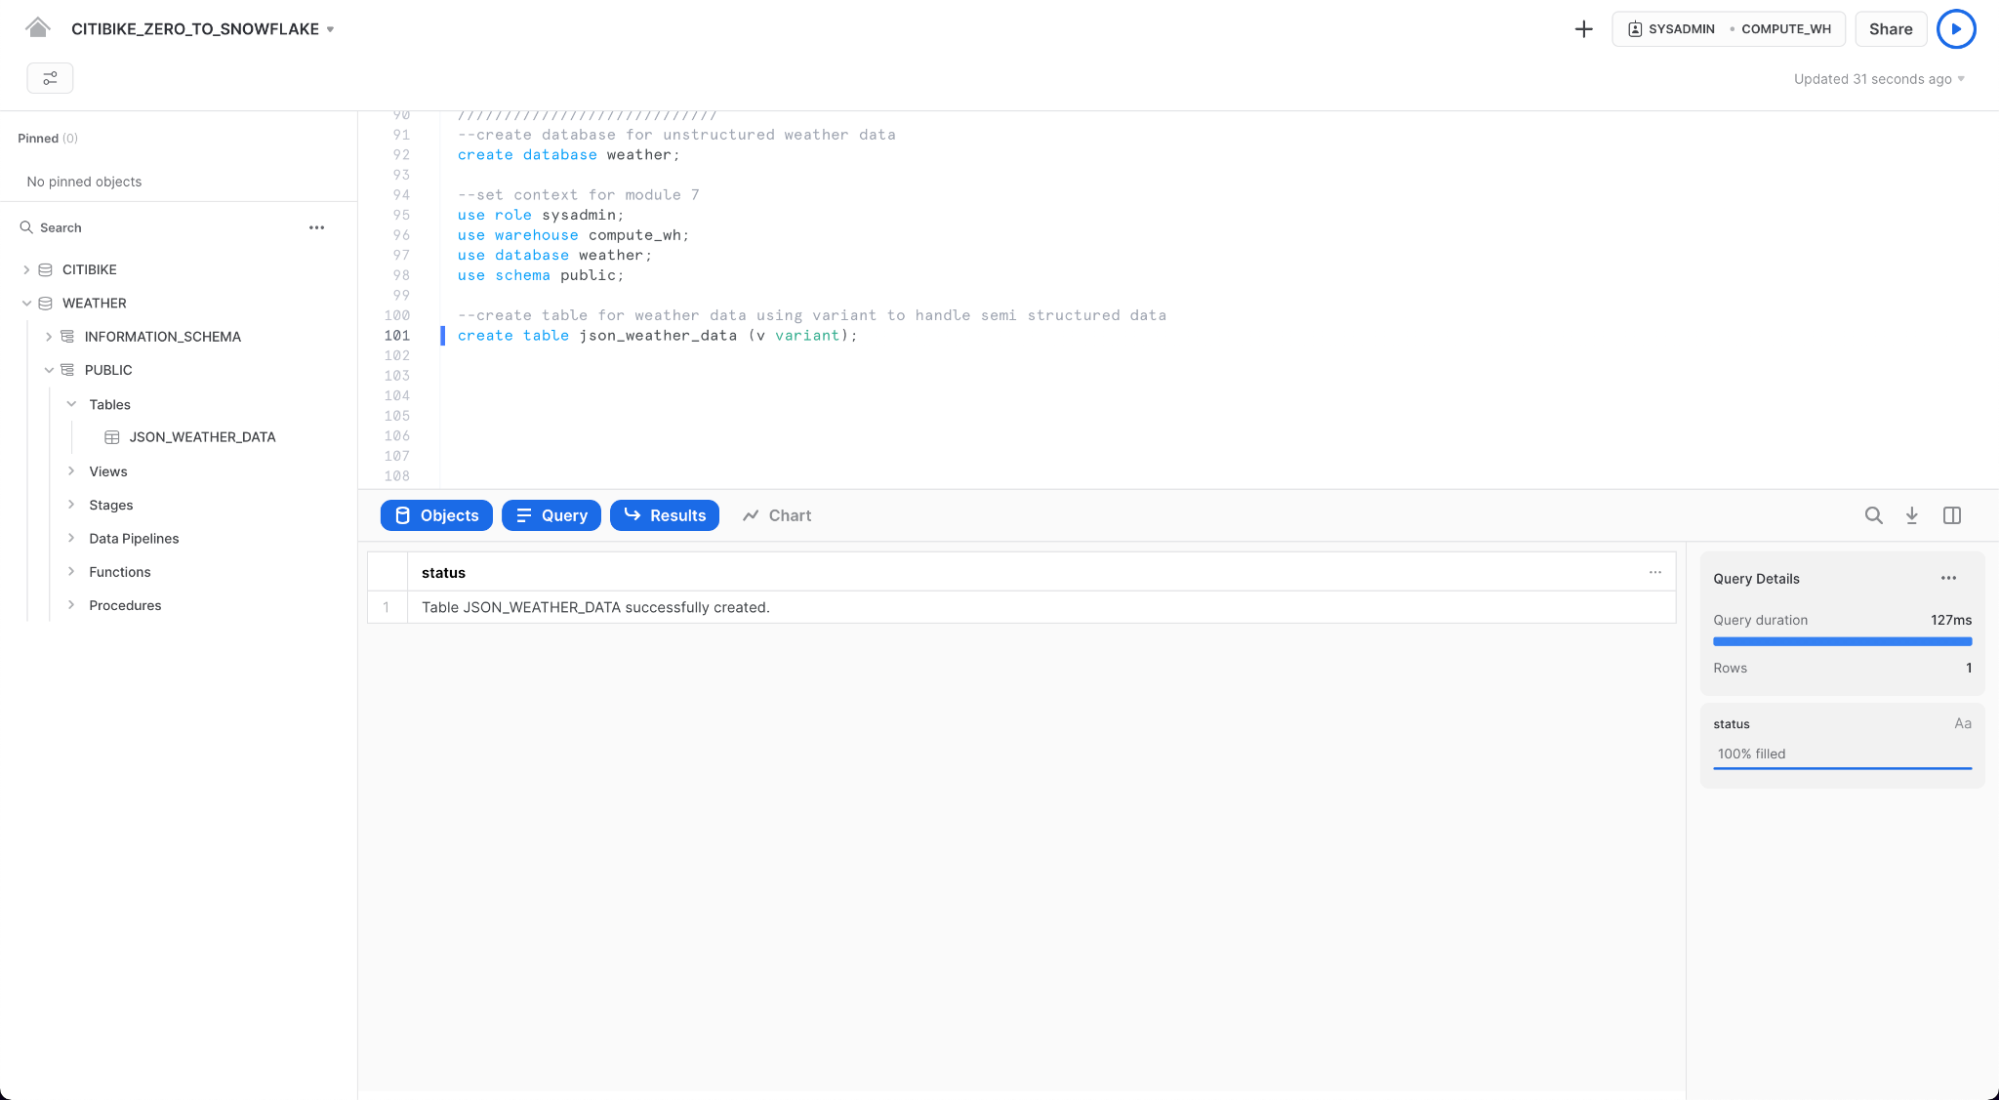 CITIBIKE_ZERO_TO_SNOWFLAKE
SYSADMIN • COMPUTE_WH
Share
Updated 31 seconds ago
Pinned (0)
No pinned objects
Search
CITIBIKE
WEATHER
INFORMATION_SCHEMA
PUBLIC
Tables
JSON_WEATHER_DATA
Views
Stages
Data Pipelines
Functions
Procedures
90 ////////////////////////////
91 --create database for unstructured weather data
92 create database weather;
93
94 --set context for module 7
95 use role sysadmin;
96 use warehouse compute_wh;
97 use database weather;
98 use schema public;
99
100 --create table for weather data using variant to handle semi structured data
101 create table json_weather_data (v variant);
102
103
104
105
106
107
108
Objects Query Results Chart
status
1 Table JSON_WEATHER_DATA successfully created.
Query Details
Query duration 127ms
Rows 1
status Aa
100% filled